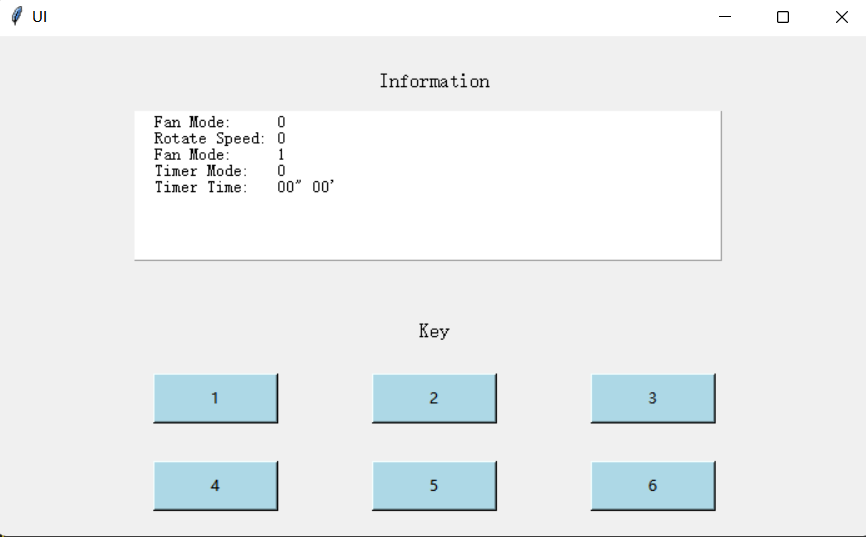 UI
Information
Fan Mode: 0
Rotate Speed: 0
Fan Mode: 1
Timer Mode: 0
Timer Time: 00" 00'
Key
1 2 3
4 5 6